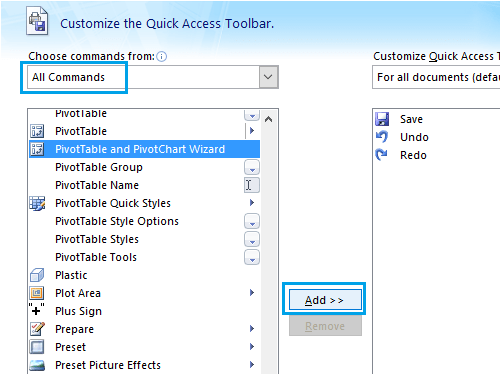 Customize the Quick Access Toolbar.
Choose commands from:
All Commands
PivotTable
PivotTable
PivotTable and PivotChart Wizard
PivotTable Group
PivotTable Name
PivotTable Quick Styles
PivotTable Style Options
PivotTable Styles
PivotTable Tools
Plastic
Plot Area
Plus Sign
Prepare
Preset
Preset Picture Effects
Add >>
Remove
Customize Quick Access T
For all documents (defau
Save
Undo
Redo